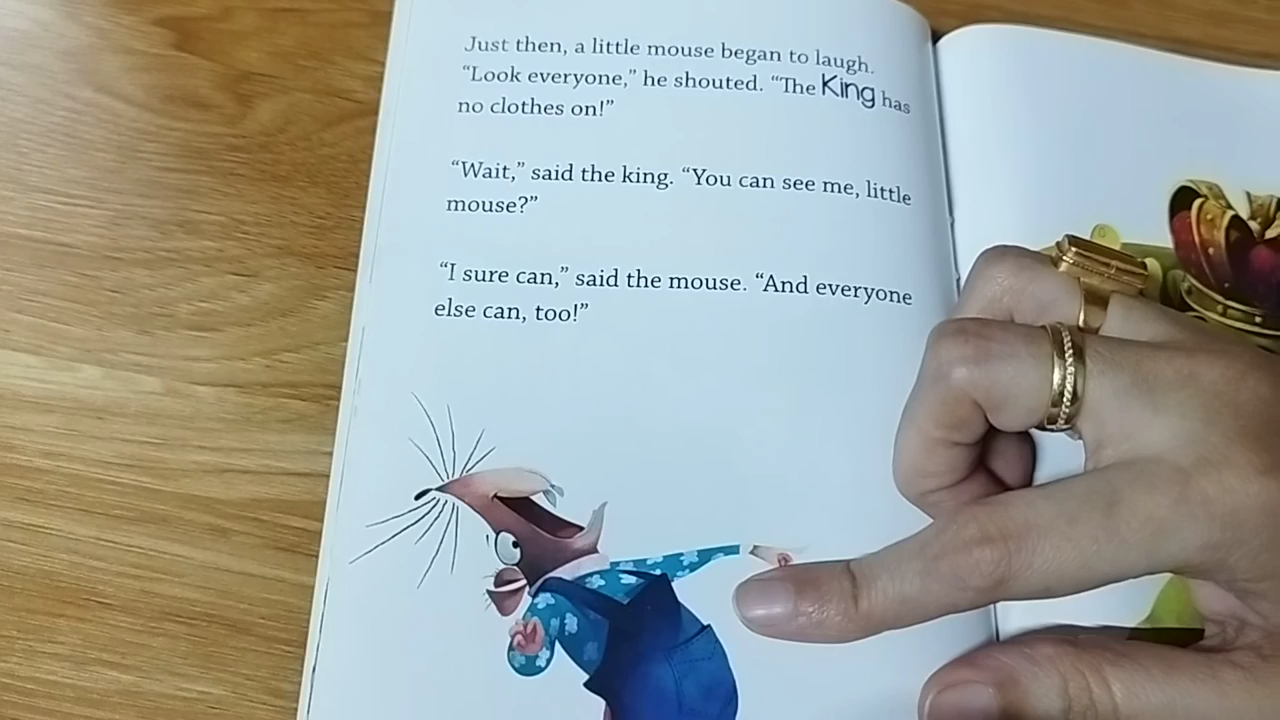 Just then, a little mouse began to laugh.
“Look everyone,” he shouted. “The King has
no clothes on!”
“Wait,” said the king. “You can see me, little
mouse?”
“I sure can,” said the mouse. “And everyone
else can, too!”